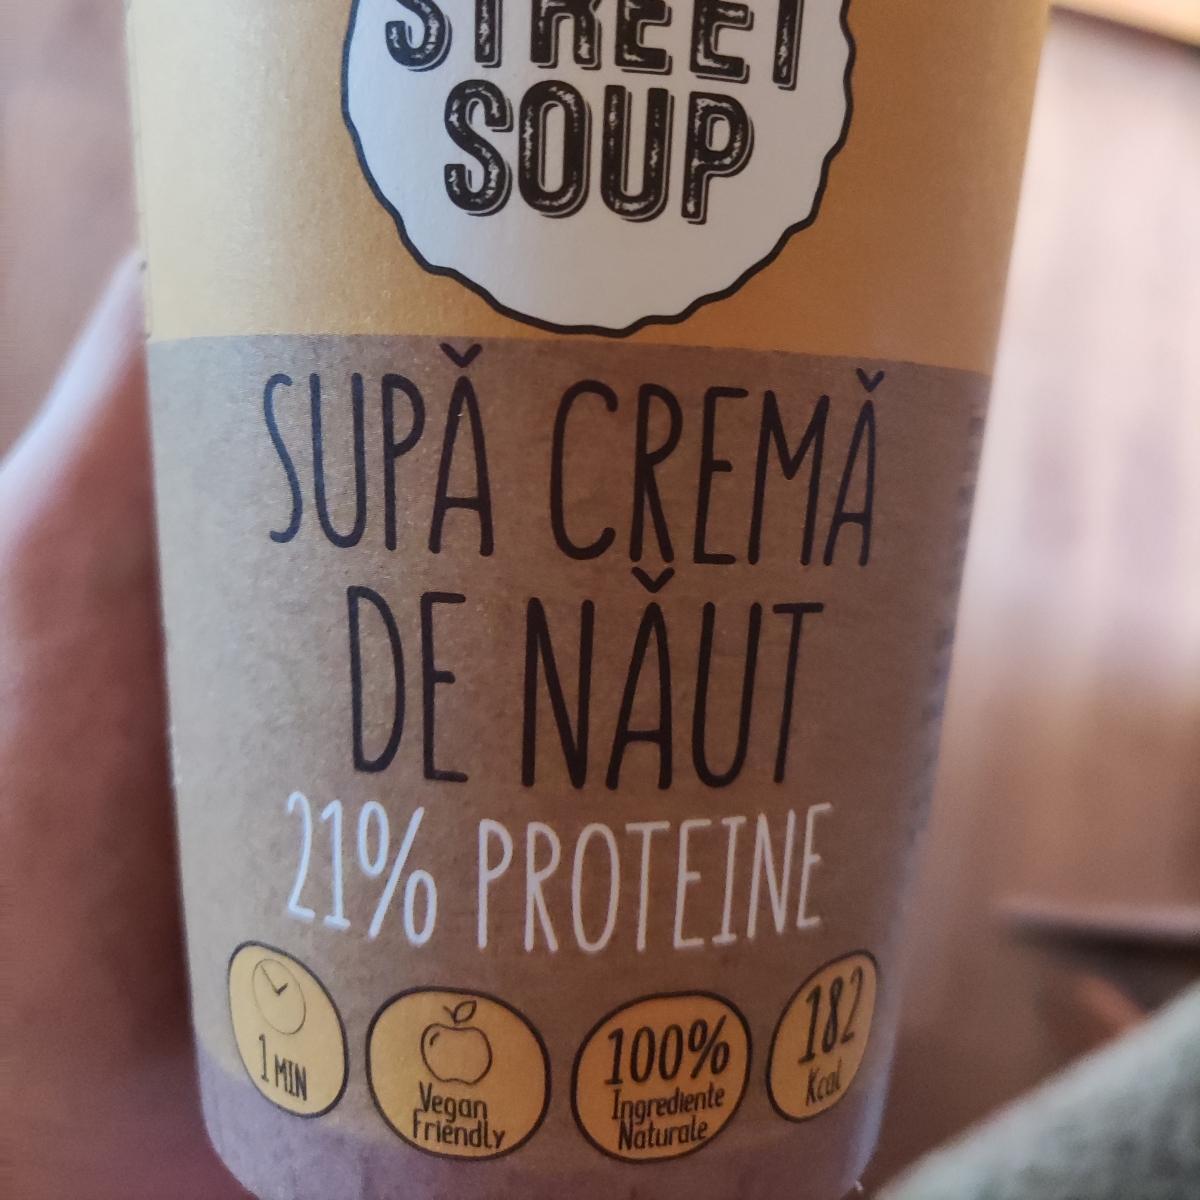 STREET
SOUP
SUPĂ CREMĂ
DE NĂUT
21% PROTEINE
1 MIN
Vegan
Friendly
100%
Ingrediente
Naturale
182
Kcal